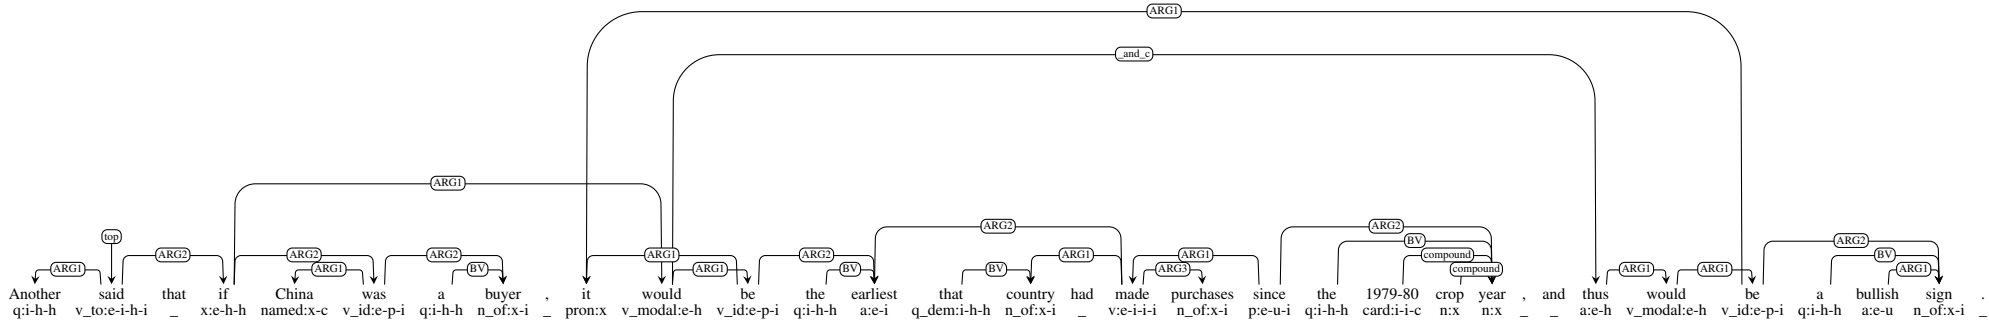 ARG1
_and_c
ARG1
ARG2 ARG2
top BV
ARG2 ARG2 ARG2 ARG1 ARG2 ARG1 ARG1 compound ARG2 BV
ARG1 ARG1 BV ARG1 BV BV ARG3 compound ARG1 ARG1 ARG1
Another said that if China was a buyer , it would be the earliest that country had made purchases since the 1979-80 crop year , and thus would be a bullish sign .
q:i-h-h v_to:e-i-h-i _ x:e-h-h named:x-c v_id:e-p-i q:i-h-h n_of:x-i _ pron:x v_modal:e-h v_id:e-p-i q:i-h-h a:e-i q_dem:i-h-h n_of:x-i _ v:e-i-i-i n_of:x-i p:e-u-i q:i-h-h card:i-i-c n:x n:x _ _ a:e-h v_modal:e-h v_id:e-p-i q:i-h-h a:e-u n_of:x-i _